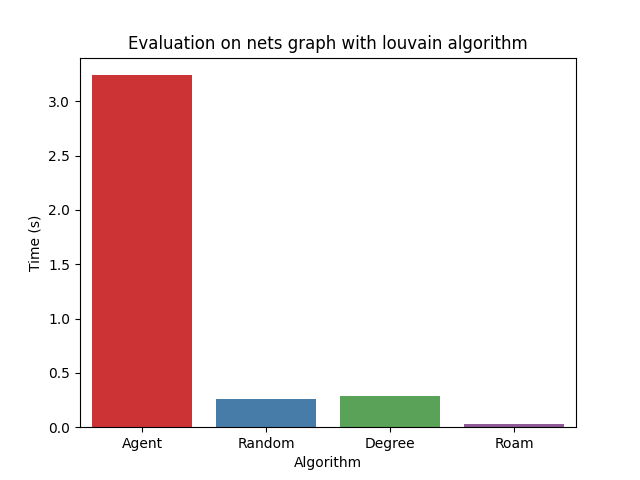 Evaluation on nets graph with louvain algorithm
3.0
2.5
2.0
1.5
1.0
0.5
0.0
Time (s)
Agent Random Degree Roam
Algorithm